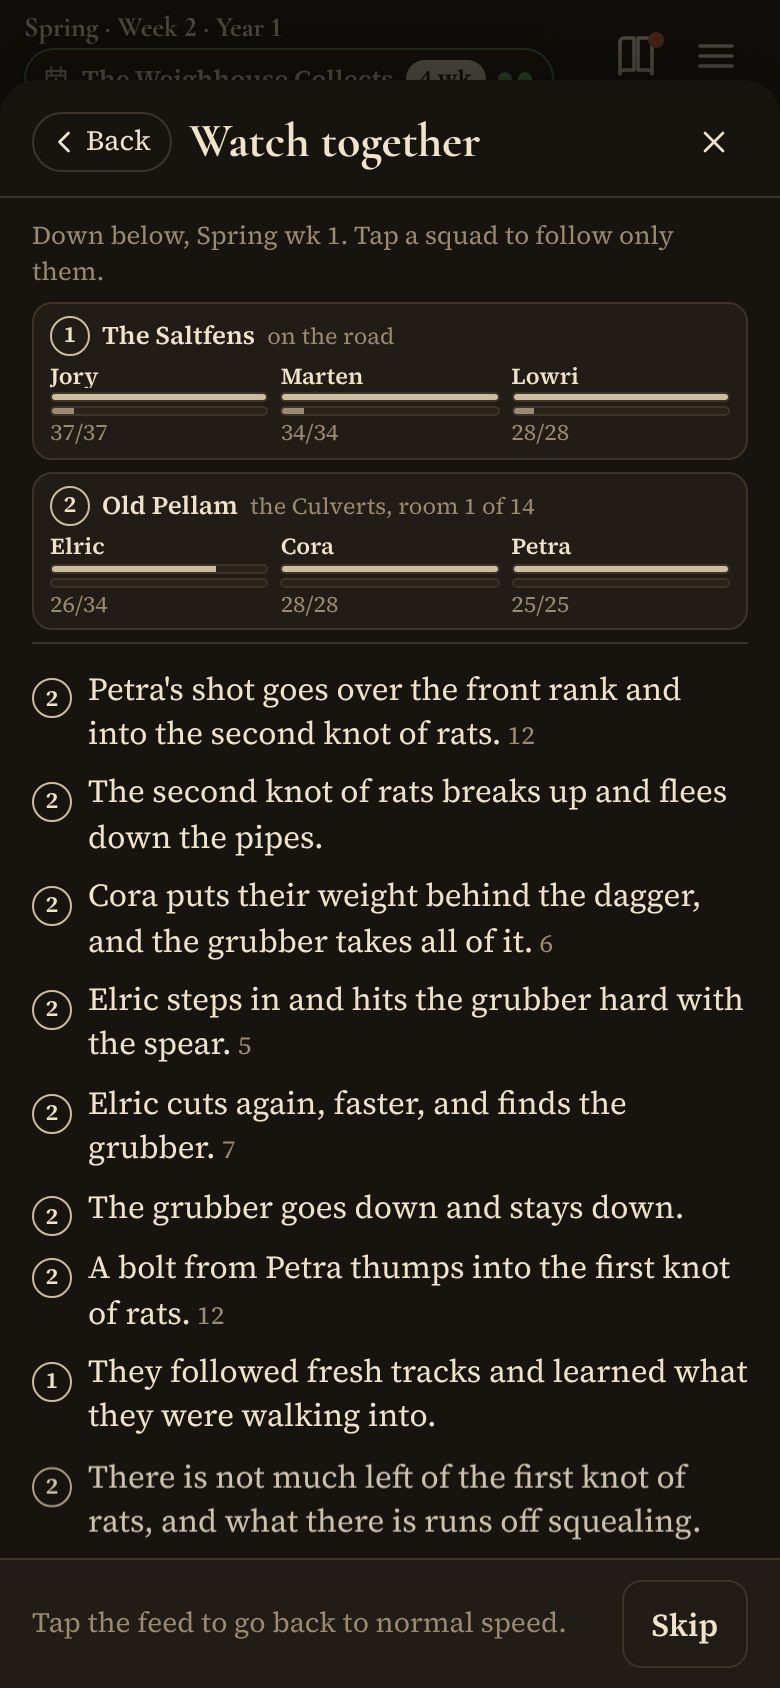 Spring · Week 2 · Year 1
The Weighhouse Collects 4 wk
Back
Watch together
Down below, Spring wk 1. Tap a squad to follow only
them.
1 The Saltfens on the road
Jory Marten Lowri
37/37 34/34 28/28
2 Old Pellam the Culverts, room 1 of 14
Elric Cora Petra
26/34 28/28 25/25
2 Petra's shot goes over the front rank and
into the second knot of rats. 12
2 The second knot of rats breaks up and flees
down the pipes.
2 Cora puts their weight behind the dagger,
and the grubber takes all of it. 6
2 Elric steps in and hits the grubber hard with
the spear. 5
2 Elric cuts again, faster, and finds the
grubber. 7
2 The grubber goes down and stays down.
2 A bolt from Petra thumps into the first knot
of rats. 12
1 They followed fresh tracks and learned what
they were walking into.
2 There is not much left of the first knot of
rats, and what there is runs off squealing.
Tap the feed to go back to normal speed.
Skip